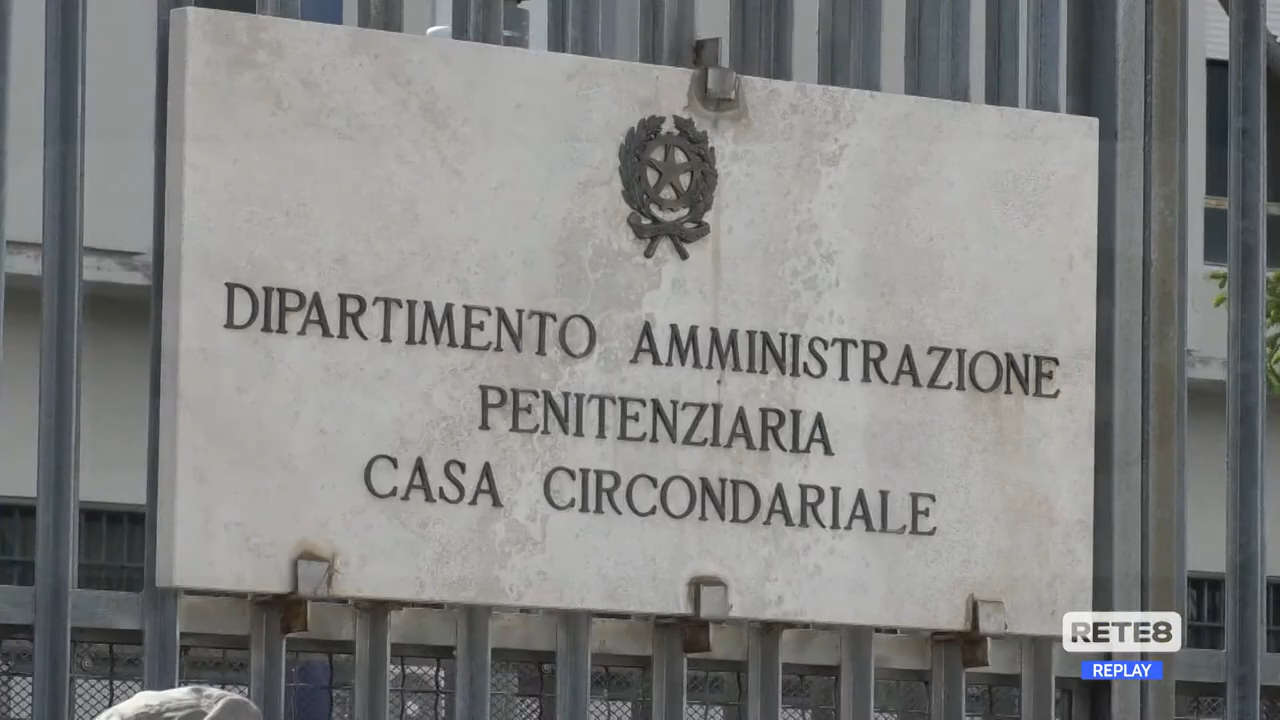 DIPARTIMENTO AMMINISTRAZIONE
PENITENZIARIA
CASA CIRCONDARIALE
RETE8
REPLAY